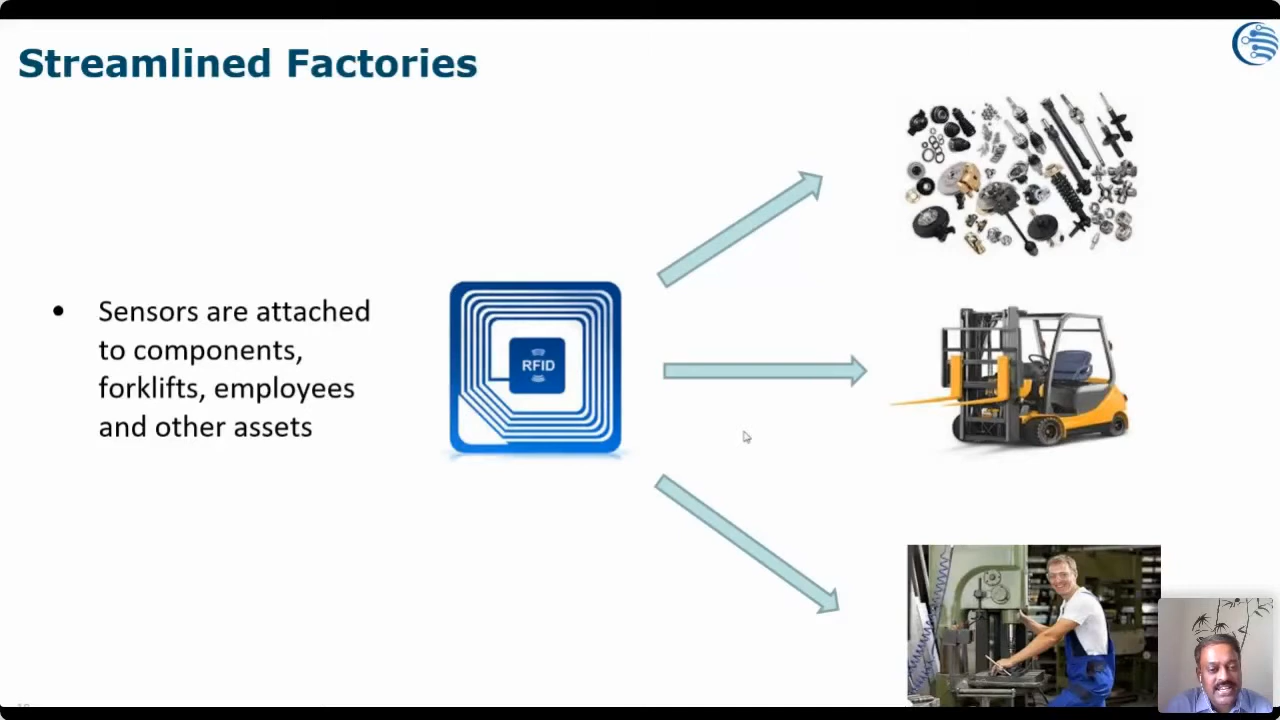 Streamlined Factories
• Sensors are attached
to components,
forklifts, employees
and other assets
RFID